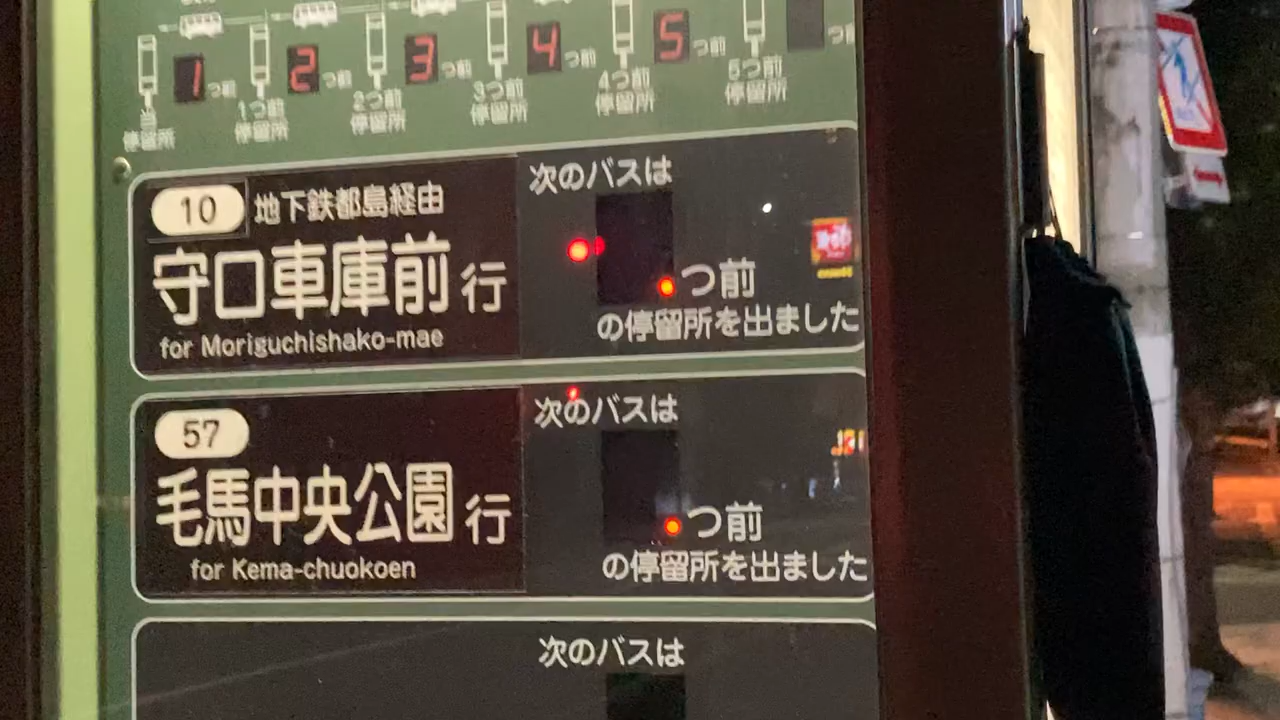 1つ前 2つ前 3つ前 4つ前 5つ前
当停留所 1つ前停留所 2つ前停留所 3つ前停留所 4つ前停留所 5つ前停留所
10 地下鉄都島経由
守口車庫前 行
for Moriguchishako-mae
次のバスは
つ前
の停留所を出ました
57
毛馬中央公園 行
for Kema-chuokoen
次のバスは
つ前
の停留所を出ました
次のバスは